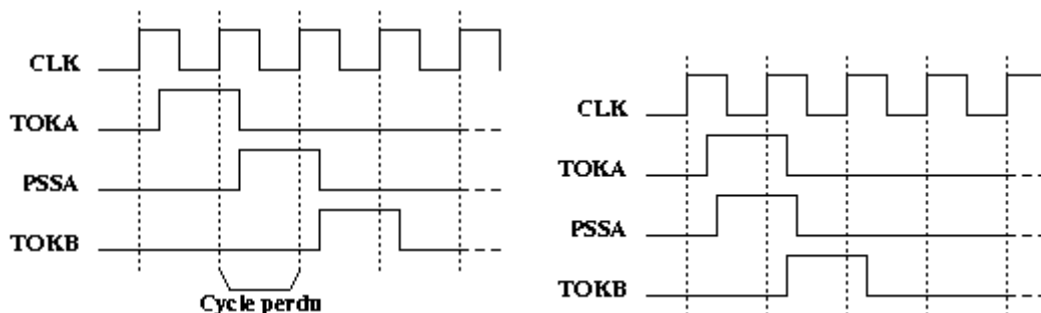 CLK
TOKA
PSSA
TOKB
Cycle perdu
CLK
TOKA
PSSA
TOKB